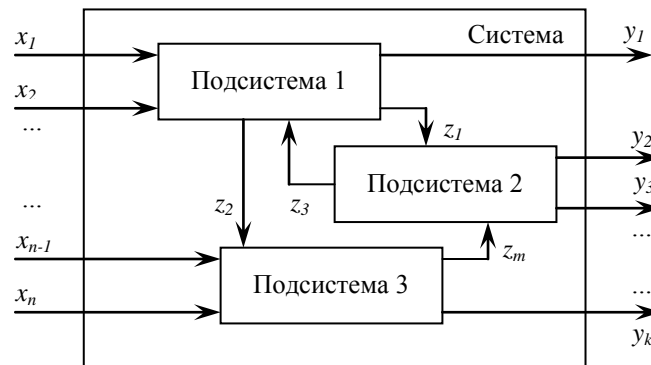 x1 Система y1
Подсистема 1
x2
... z1 y2
Подсистема 2
y3
... z2 z3 ...
xn-1 zm
Подсистема 3 ...
xn
yk